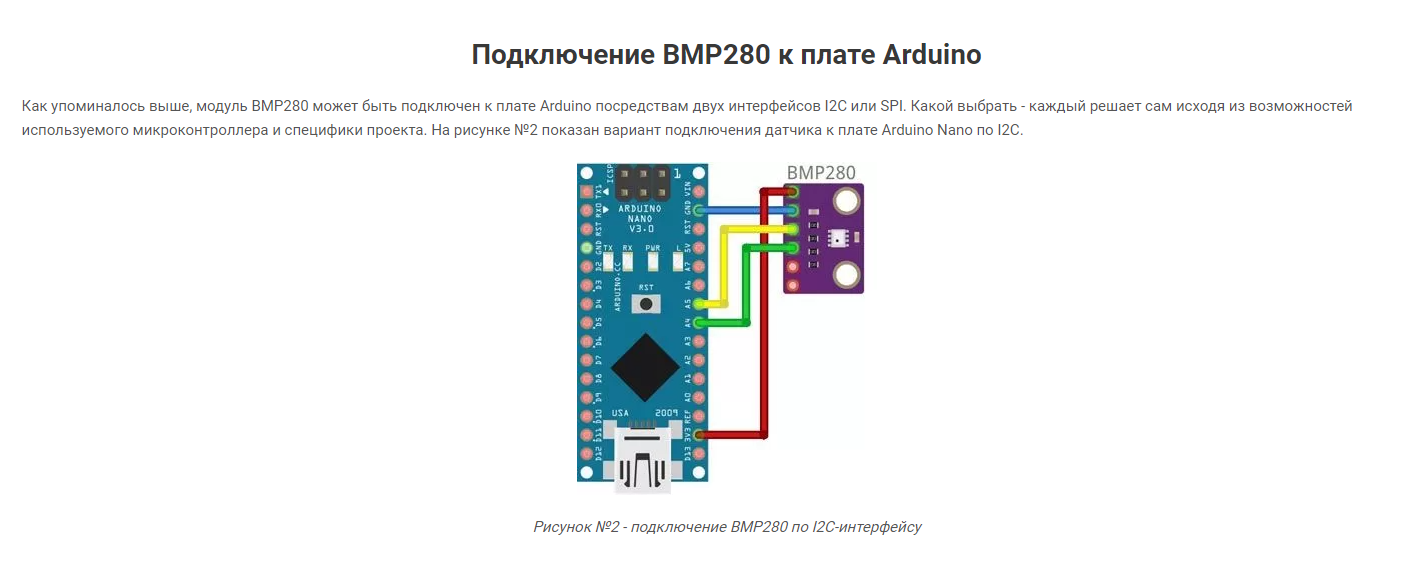 Подключение BMP280 к плате Arduino
Как упоминалось выше, модуль BMP280 может быть подключен к плате Arduino посредствам двух интерфейсов I2C или SPI. Какой выбрать - каждый решает сам исходя из возможностей
используемого микроконтроллера и специфики проекта. На рисунке №2 показан вариант подключения датчика к плате Arduino Nano по I2C.
BMP280
ICSP
1
TX1
RX0
RST
GND
D2
D3
D4
D5
D6
D7
D8
D9
D10
D11
D12
ARDUINO
NANO
V3.0
TX RX PWR L
ARDUINO.CC
RST
USA 2009
VIN
GND
RST
5V
A7
A6
A5
A4
A3
A2
A1
A0
REF
3V3
D13
Рисунок №2 - подключение BMP280 по I2C-интерфейсу